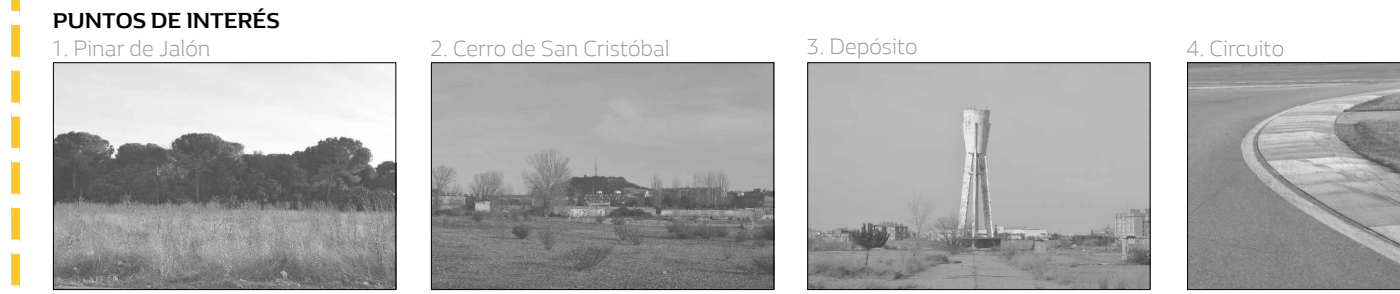 PUNTOS DE INTERÉS
1. Pinar de Jalón
2. Cerro de San Cristóbal
3. Depósito
4. Circuito